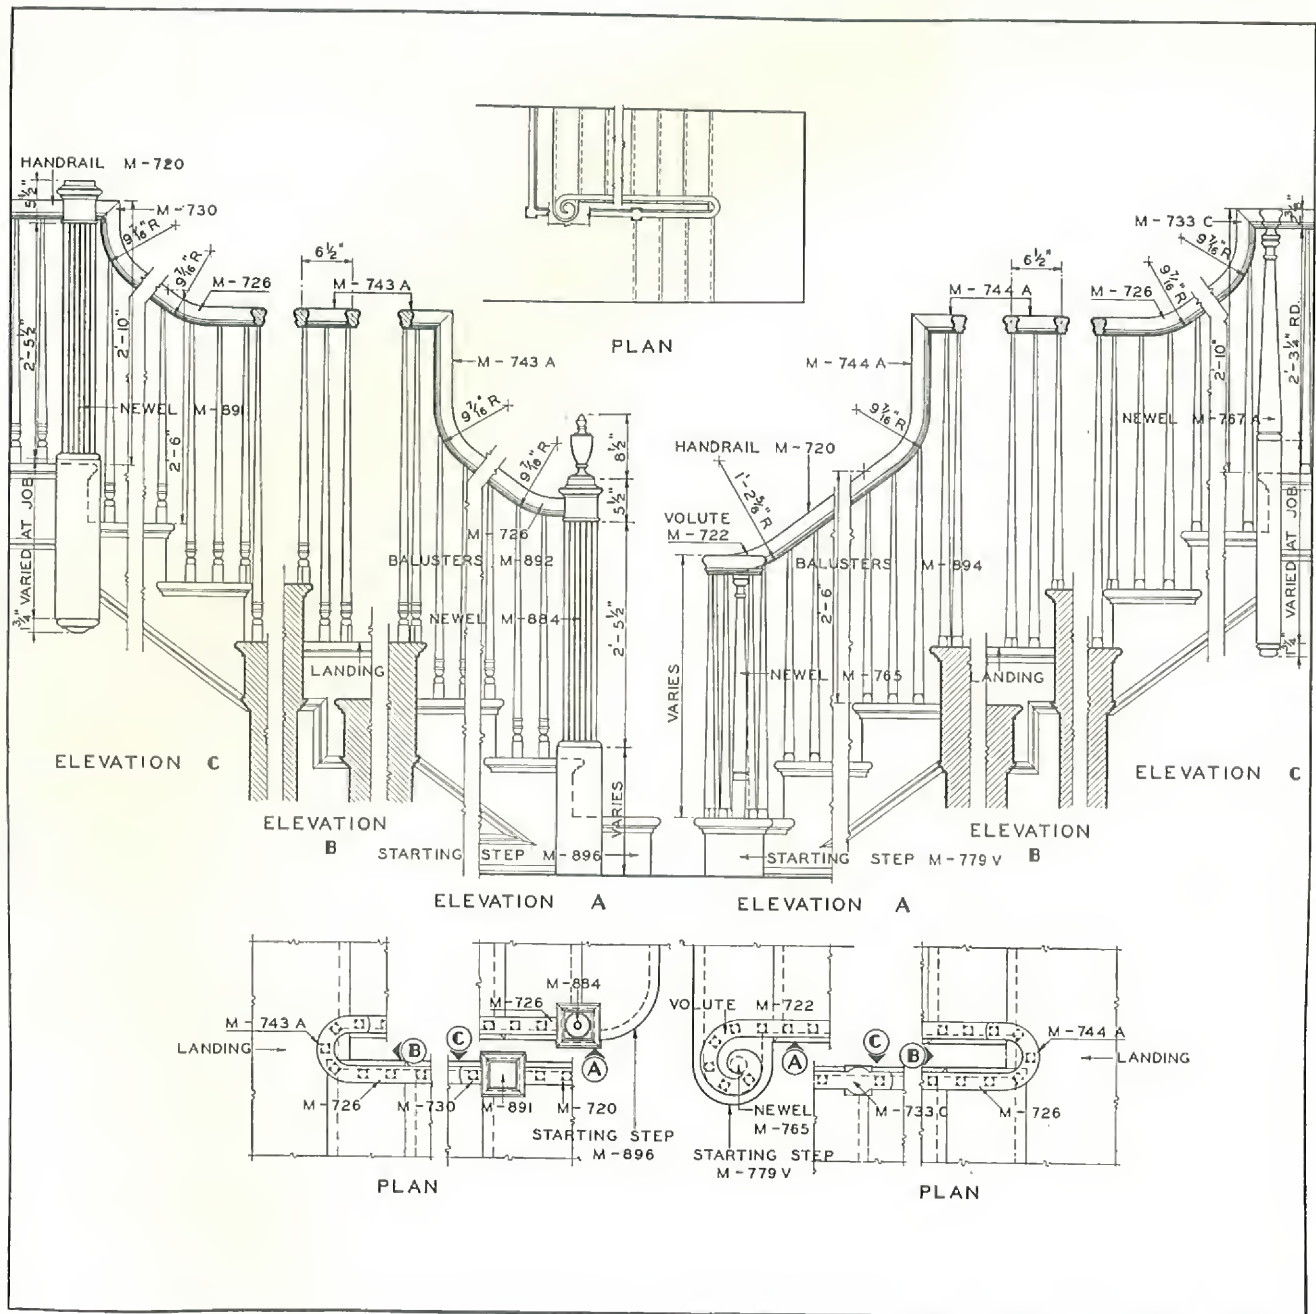 PLAN
HANDRAIL M-720
5½"
M-730
9 7/16" R
9 7/16" R
M-726
6½"
M-743 A
2'-5½"
2'-10"
NEWEL M-891
2'-6"
VARIED AT JOB
1¾"
LANDING
M-743 A
9 7/16" R
9 7/16" R
8½"
5½"
M-726
BALUSTERS M-892
NEWEL M-884
2'-5½"
VARIES
STARTING STEP M-896
ELEVATION C
ELEVATION
B
ELEVATION A
M-733 C
9 7/16" R
9 7/16" R
M-726
6½"
M-744 A
M-744 A
9 7/16" R
HANDRAIL M-720
1'-2 5/8" R
VOLUTE
M-722
BALUSTERS M-894
2'-6"
2'-10"
2'-3¼" RD.
NEWEL M-767 A
VARIED AT JOB
1¾"
NEWEL M-765
LANDING
VARIES
STARTING STEP M-779 V
ELEVATION A
ELEVATION
B
ELEVATION C
M-884
M-726
M-743 A
LANDING
B
C
A
M-726
M-730
M-891
M-720
STARTING STEP
M-896
PLAN
VOLUTE M-722
M-744 A
LANDING
A
C
B
NEWEL
M-765
M-733 C
M-726
STARTING STEP
M-779 V
PLAN